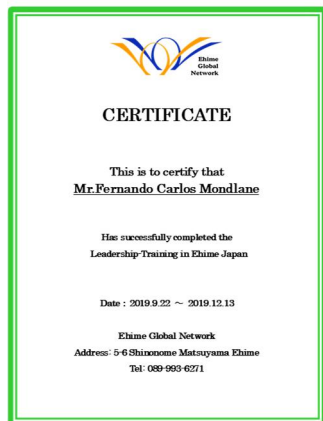 Ehime
Global
Network
CERTIFICATE
This is to certify that
Mr.Fernando Carlos Mondlane
Has successfully completed the
Leadership-Training in Ehime Japan
Date : 2019.9.22 ～ 2019.12.13
Ehime Global Network
Address: 5-6 Shinonome Matsuyama Ehime
Tel: 089-993-6271